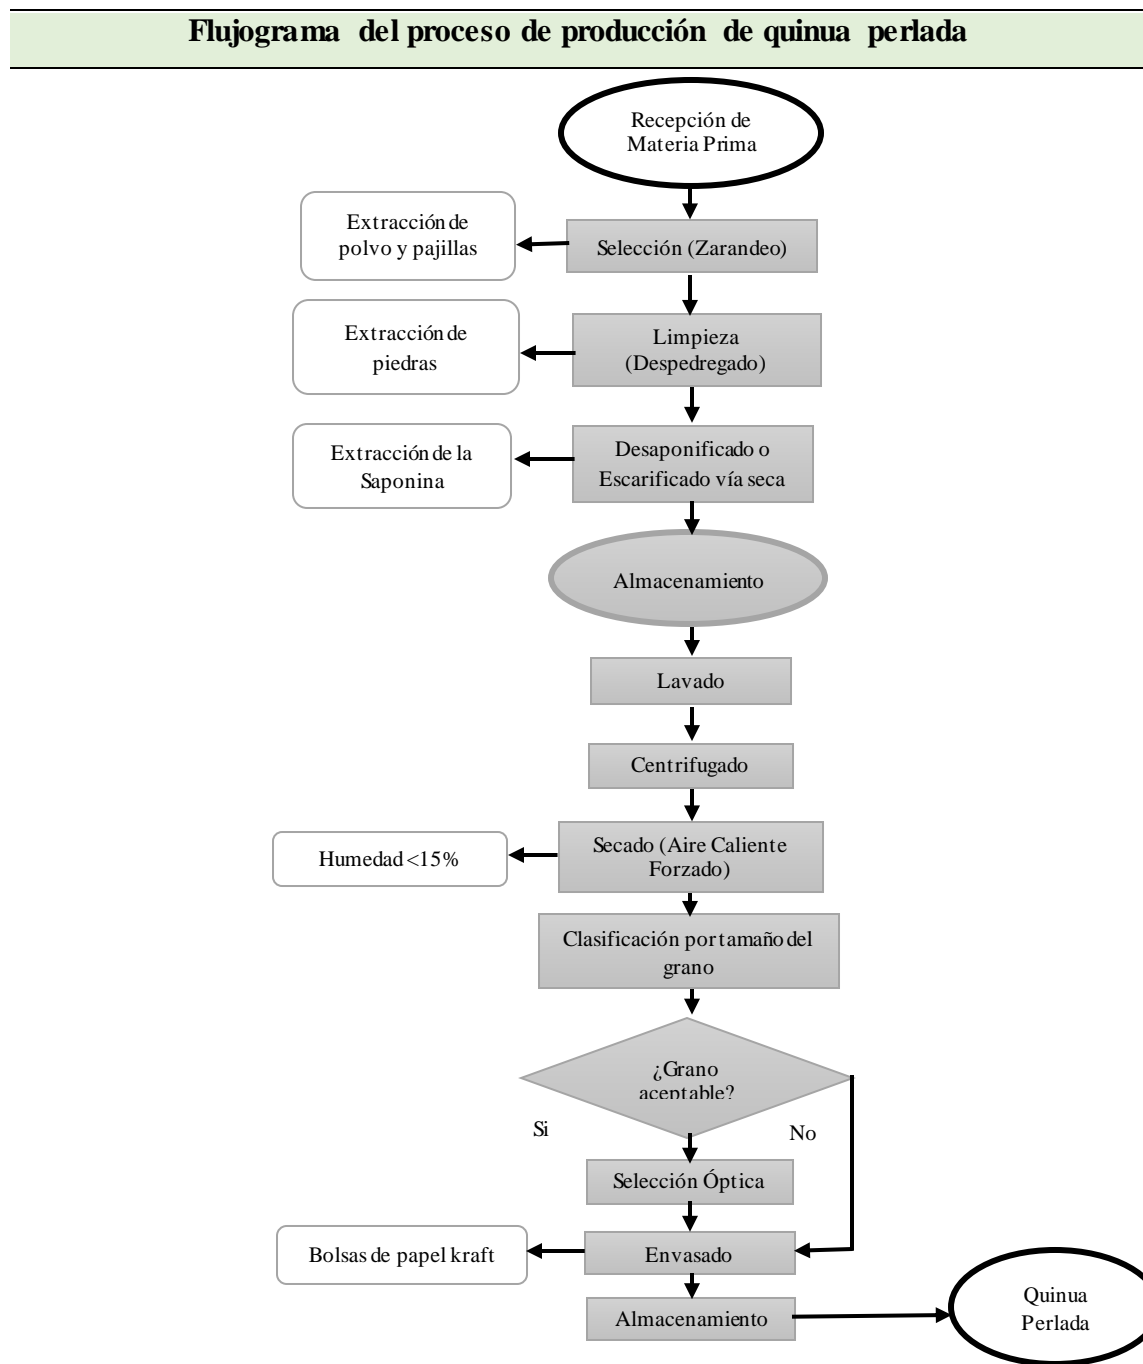 Flujograma del proceso de producción de quinua perlada
Recepción de
Materia Prima
Extracción de
polvo y pajillas
Selección (Zarandeo)
Extracción de
piedras
Limpieza
(Despedregado)
Extracción de la
Saponina
Desaponificado o
Escarificado vía seca
Almacenamiento
Lavado
Centrifugado
Humedad <15%
Secado (Aire Caliente
Forzado)
Clasificación por tamaño del
grano
¿Grano
aceptable?
Si
No
Selección Óptica
Bolsas de papel kraft
Envasado
Almacenamiento
Quinua
Perlada